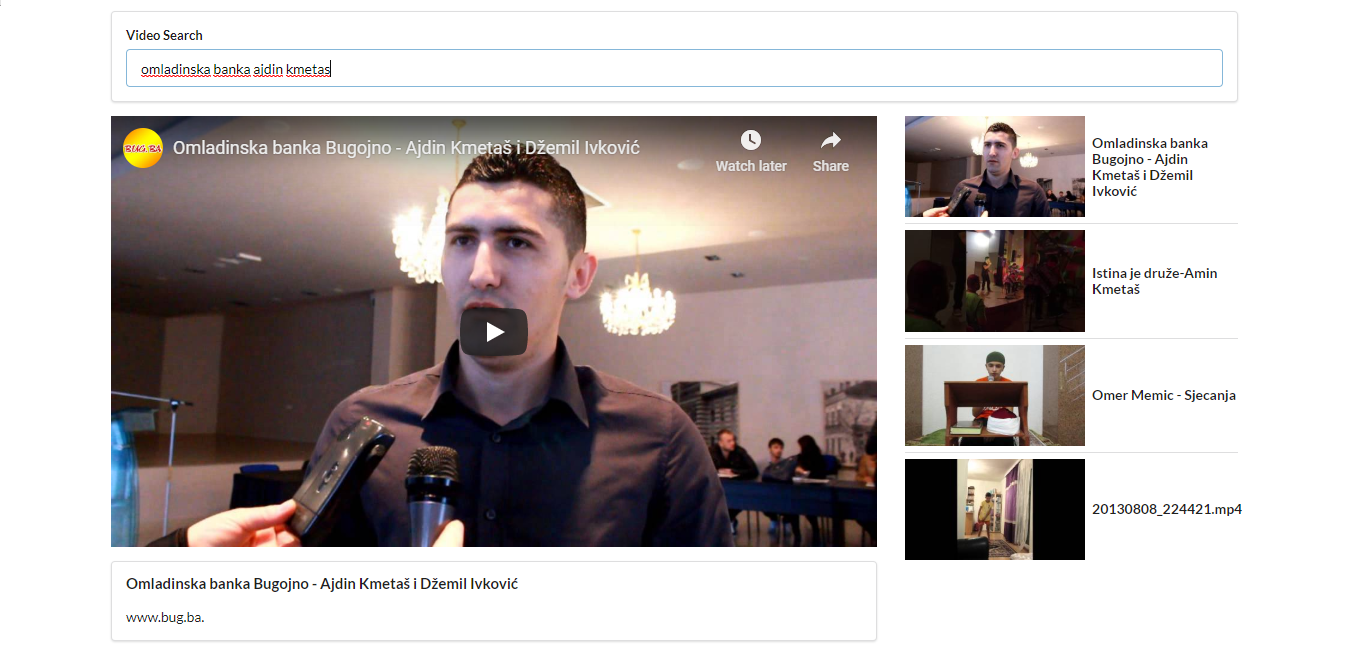 Video Search
omladinska banka ajdin kmetas
BUG.BA
Omladinska banka Bugojno - Ajdin Kmetaš i Džemil Ivković
Watch later
Share
Omladinska banka Bugojno - Ajdin Kmetaš i Džemil Ivković
www.bug.ba.
Omladinska banka
Bugojno - Ajdin
Kmetaš i Džemil
Ivković
Istina je druže-Amin
Kmetaš
Omer Memic - Sjecanja
20130808_224421.mp4